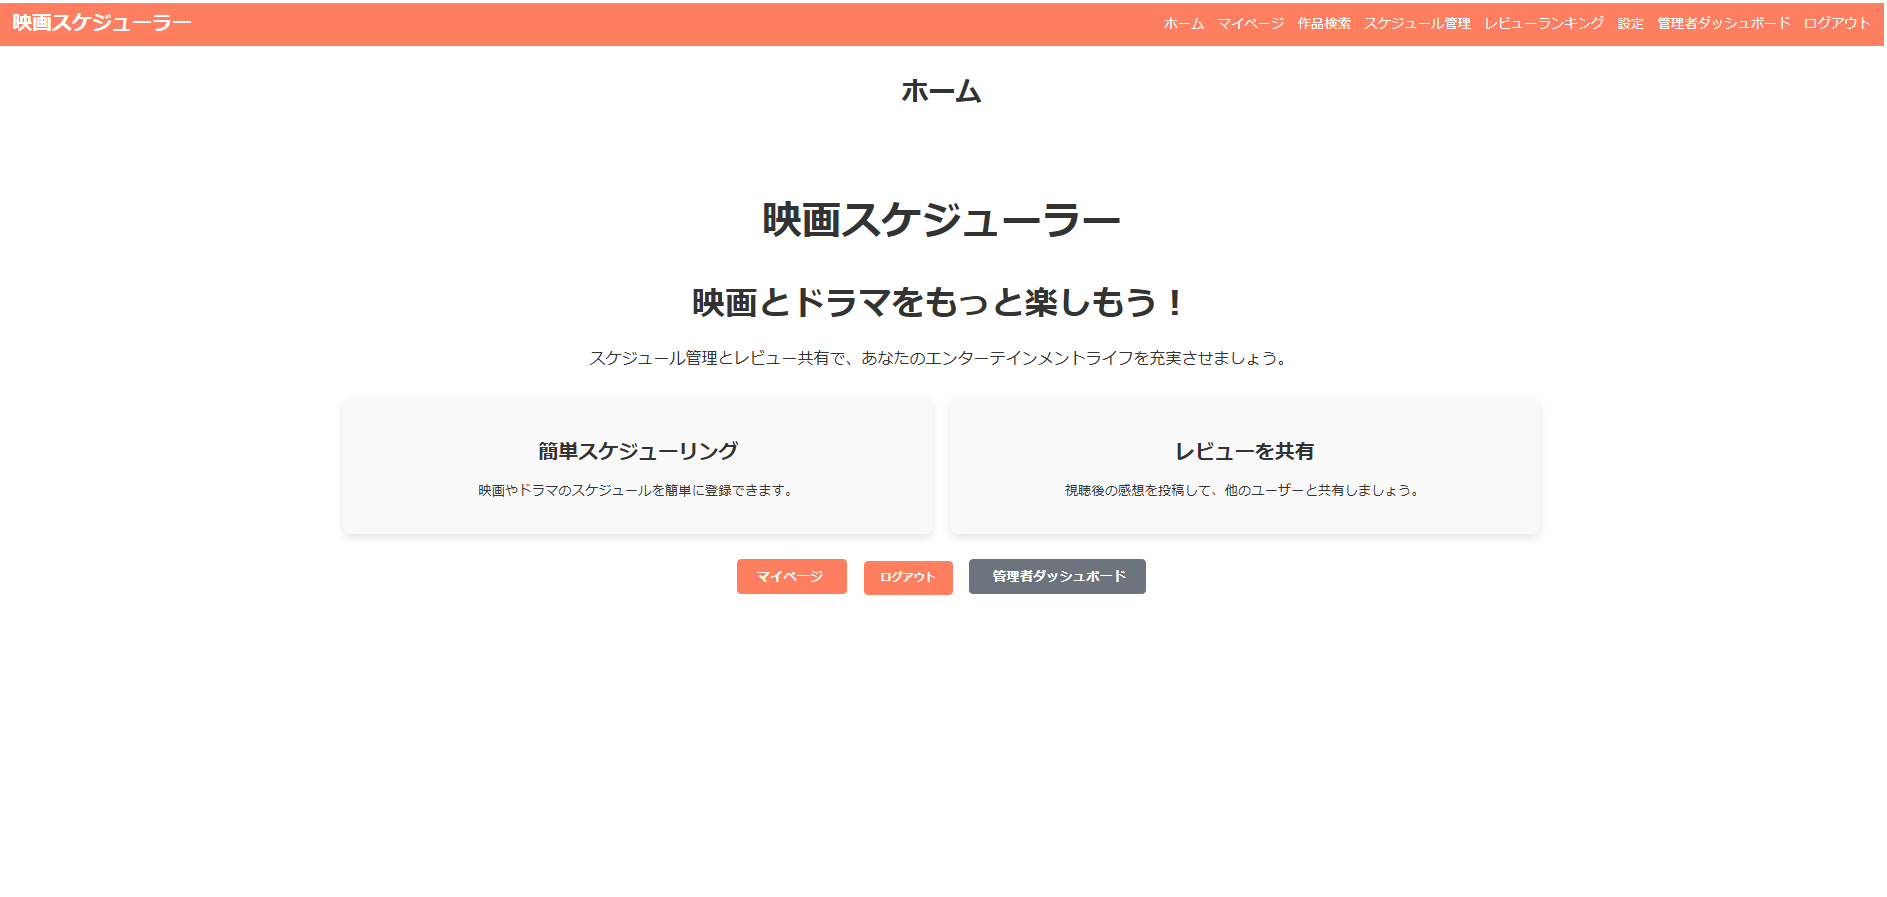 映画スケジューラー
ホーム マイページ 作品検索 スケジュール管理 レビューランキング 設定 管理者ダッシュボード ログアウト
ホーム
映画スケジューラー
映画とドラマをもっと楽しもう！
スケジュール管理とレビュー共有で、あなたのエンターテインメントライフを充実させましょう。
簡単スケジューリング
映画やドラマのスケジュールを簡単に登録できます。
レビューを共有
視聴後の感想を投稿して、他のユーザーと共有しましょう。
マイページ ログアウト 管理者ダッシュボード